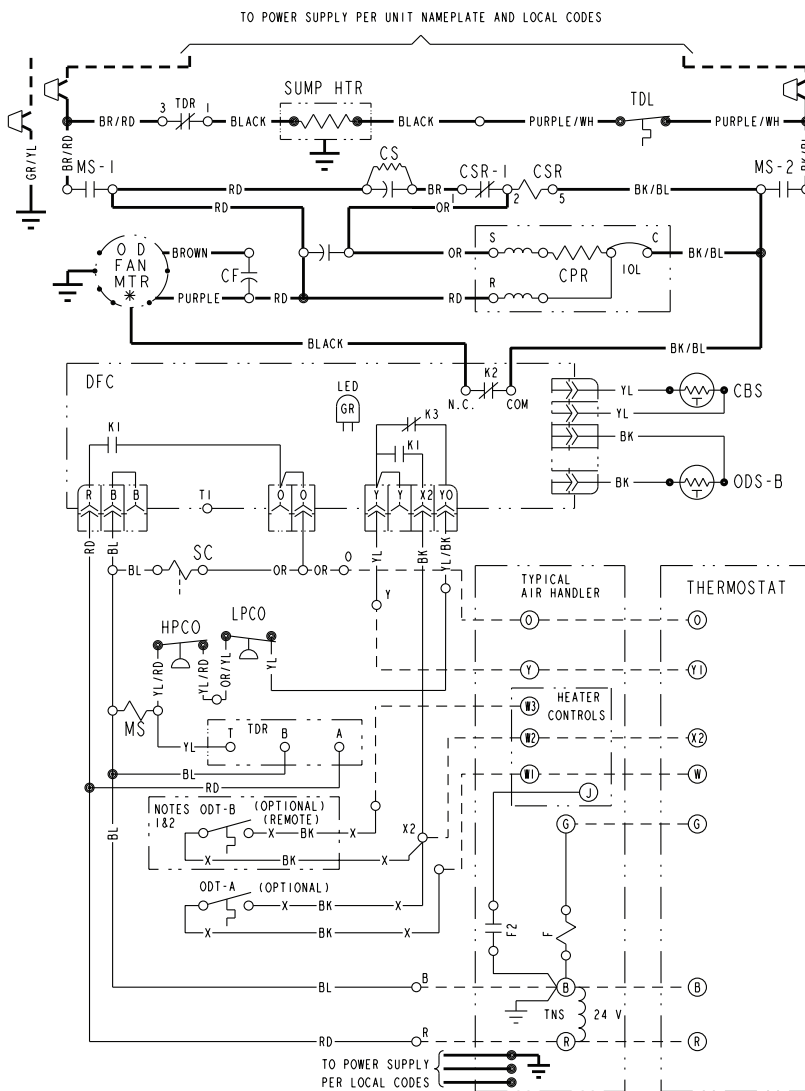 TO POWER SUPPLY PER UNIT NAMEPLATE AND LOCAL CODES
SUMP HTR
TDR
3 1
BR/RD
BLACK
BLACK
PURPLE/WH
TDL
PURPLE/WH
GR/YL
BR/RD
BK/BL
MS-1
CS
CSR-1
CSR
MS-2
RD
BR
1
2
5
BK/BL
RD
OR
O D
FAN
MTR
*
BROWN
CF
PURPLE
RD
OR
S
C
CPR
IOL
BK/BL
RD
R
BLACK
BK/BL
DFC
LED
GR
K2
N.C.
COM
YL
CBS
YL
BK
BK
ODS-B
K1
K3
K1
R B B
T1
O O
Y Y X2 YO
RD
BL
YL
BK
YL/BK
SC
BL
OR
OR
O
Y
TYPICAL
AIR HANDLER
THERMOSTAT
O
O
HPCO
LPCO
YL/RD
YL/RD
OR/YL
YL
Y
Y1
HEATER
CONTROLS
W3
MS
TDR
YL
T B A
W2
X2
BL
RD
W1
W
J
NOTES
1&2
ODT-B
(OPTIONAL)
(REMOTE)
X BK X
X BK X
X2
BL
G
G
ODT-A
(OPTIONAL)
X BK X
X BK X
F2
F
BL
B
B
B
TNS
24 V
RD
R
R
R
TO POWER SUPPLY
PER LOCAL CODES